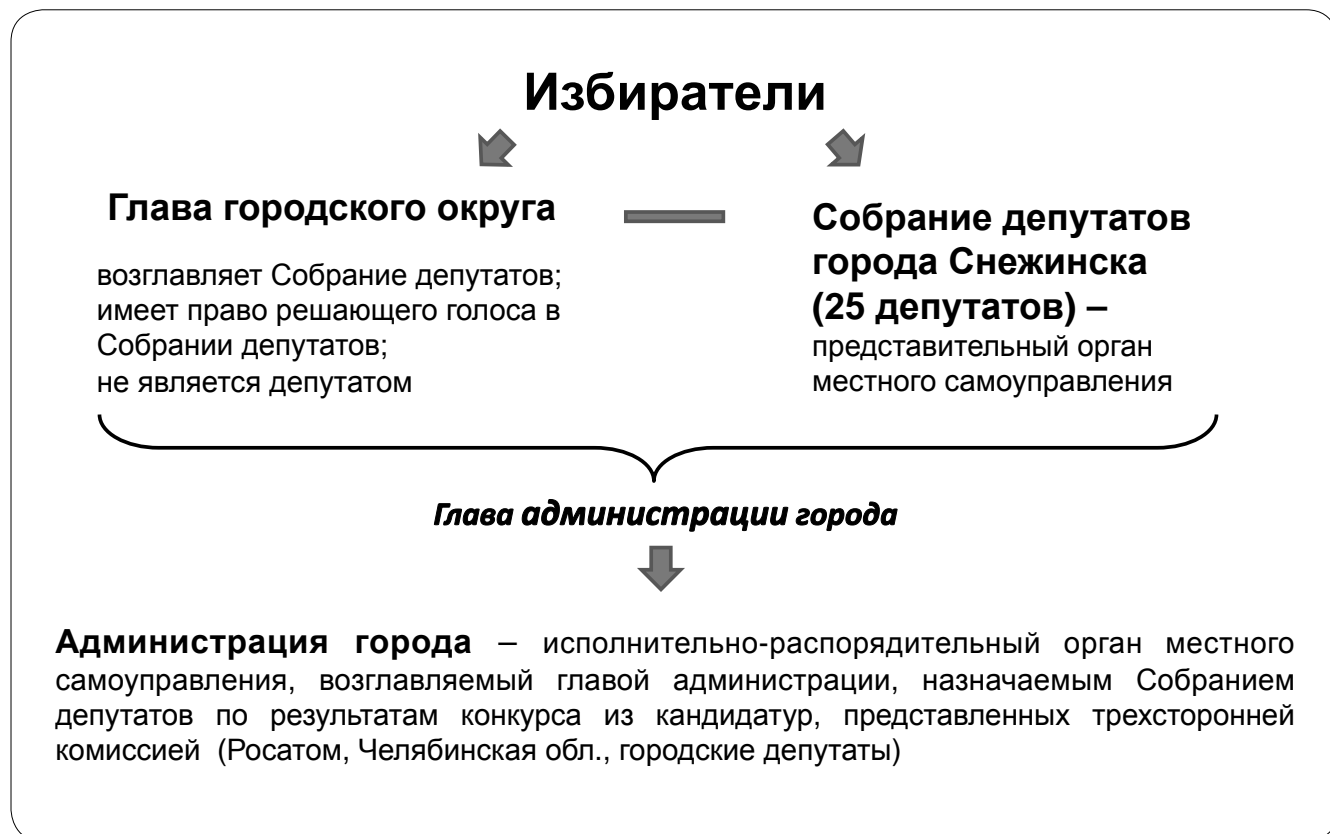 Избиратели
Глава городского округа
возглавляет Собрание депутатов;
имеет право решающего голоса в
Собрании депутатов;
не является депутатом
Собрание депутатов
города Снежинска
(25 депутатов) –
представительный орган
местного самоуправления
Глава администрации города
Администрация города – исполнительно-распорядительный орган местного
самоуправления, возглавляемый главой администрации, назначаемым Собранием
депутатов по результатам конкурса из кандидатур, представленных трехсторонней
комиссией (Росатом, Челябинская обл., городские депутаты)